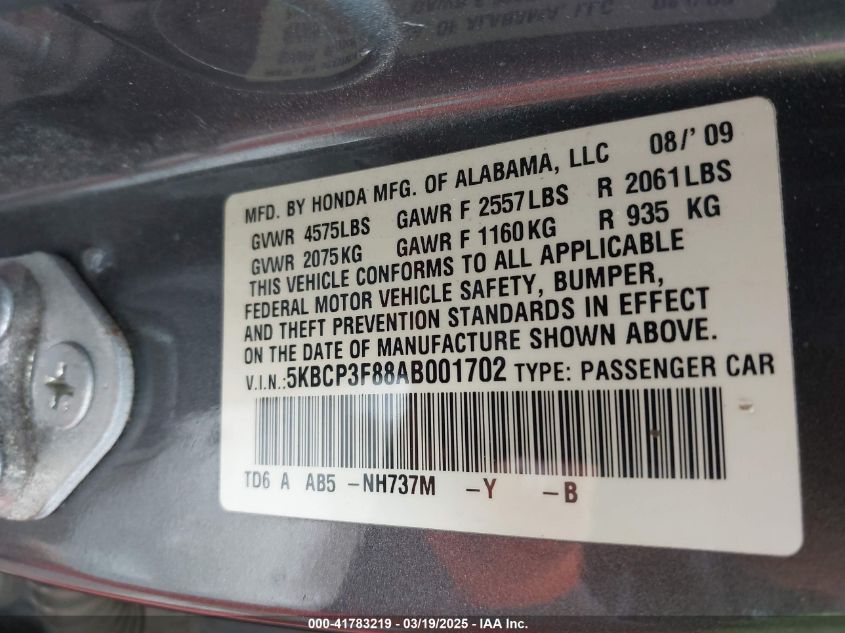 MFD. BY HONDA MFG. OF ALABAMA, LLC 08/'09
GVWR 4575LBS GAWR F 2557LBS R 2061LBS
GVWR 2075KG GAWR F 1160KG R 935 KG
THIS VEHICLE CONFORMS TO ALL APPLICABLE
FEDERAL MOTOR VEHICLE SAFETY, BUMPER,
AND THEFT PREVENTION STANDARDS IN EFFECT
ON THE DATE OF MANUFACTURE SHOWN ABOVE.
V.I.N.:5KBCP3F88AB001702 TYPE: PASSENGER CAR
TD6 A AB5 -NH737M -Y -B
000-41783219 - 03/19/2025 - IAA Inc.